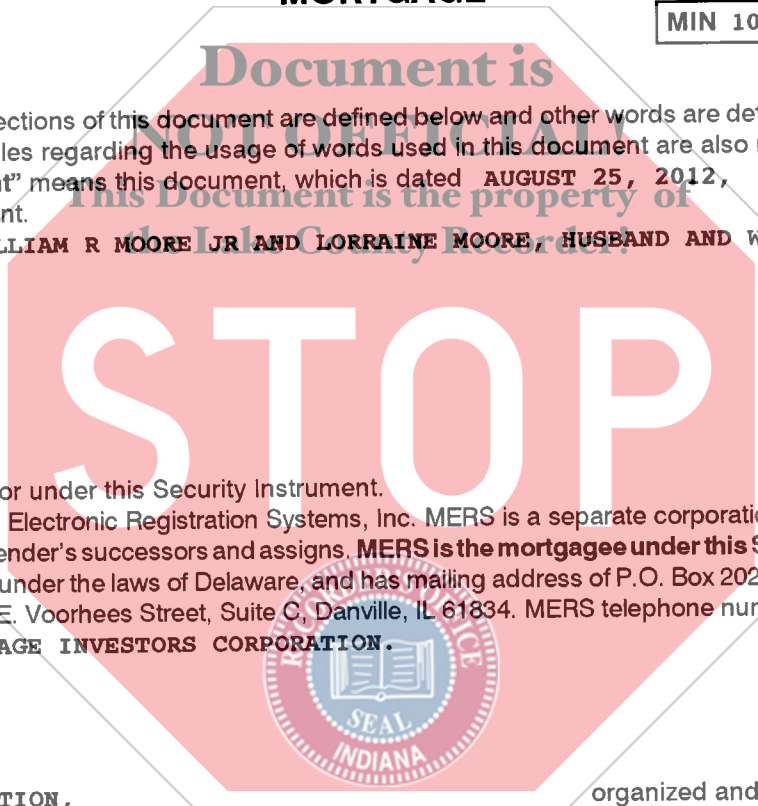 MORTGAGE
MIN 10
Document is
ections of this document are defined below and other words are def
NOT OFFICIAL!
les regarding the usage of words used in this document are also
t” means this document, which is dated AUGUST 25, 2012,
This Document is the property of
nt.
LLIAM R MOORE JR AND LORRAINE MOORE, HUSBAND AND W
the Lake County Recorder!
STOP
or under this Security Instrument.
Electronic Registration Systems, Inc. MERS is a separate corporatio
ender's successors and assigns. MERS is the mortgagee under this S
under the laws of Delaware, and has mailing address of P.O. Box 202
E. Voorhees Street, Suite C, Danville, IL 61834. MERS telephone num
AGE INVESTORS CORPORATION.
RECORDER'S OFFICE
SEAL
INDIANA
TION,
organized and